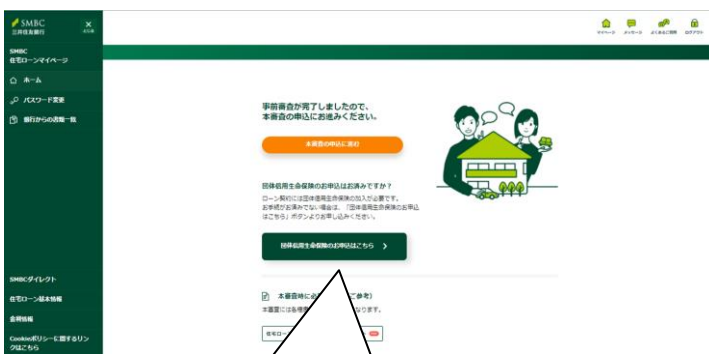 SMBC
三井住友銀行
×
SMBC
住宅ローンマイページ
ホーム
パスワード変更
銀行からの書類一覧
SMBCダイレクト
住宅ローン基本情報
金利情報
Cookieポリシーに関するリン
クはこちら
マイページ
メッセージ
よくあるご質問
ログアウト
事前審査が完了しましたので、
本審査の申込にお進みください。
本審査の申込に進む
団体信用生命保険のお申込はお済みですか？
ローン契約には団体信用生命保険の加入が必要です。
お手続がお済みでない場合は、「団体信用生命保険のお申込
はこちら」ボタンよりお申し込みください。
団体信用生命保険のお申込はこちら
本審査時に必
ご参考）
本審査には各種書
なります。
住宅ロー